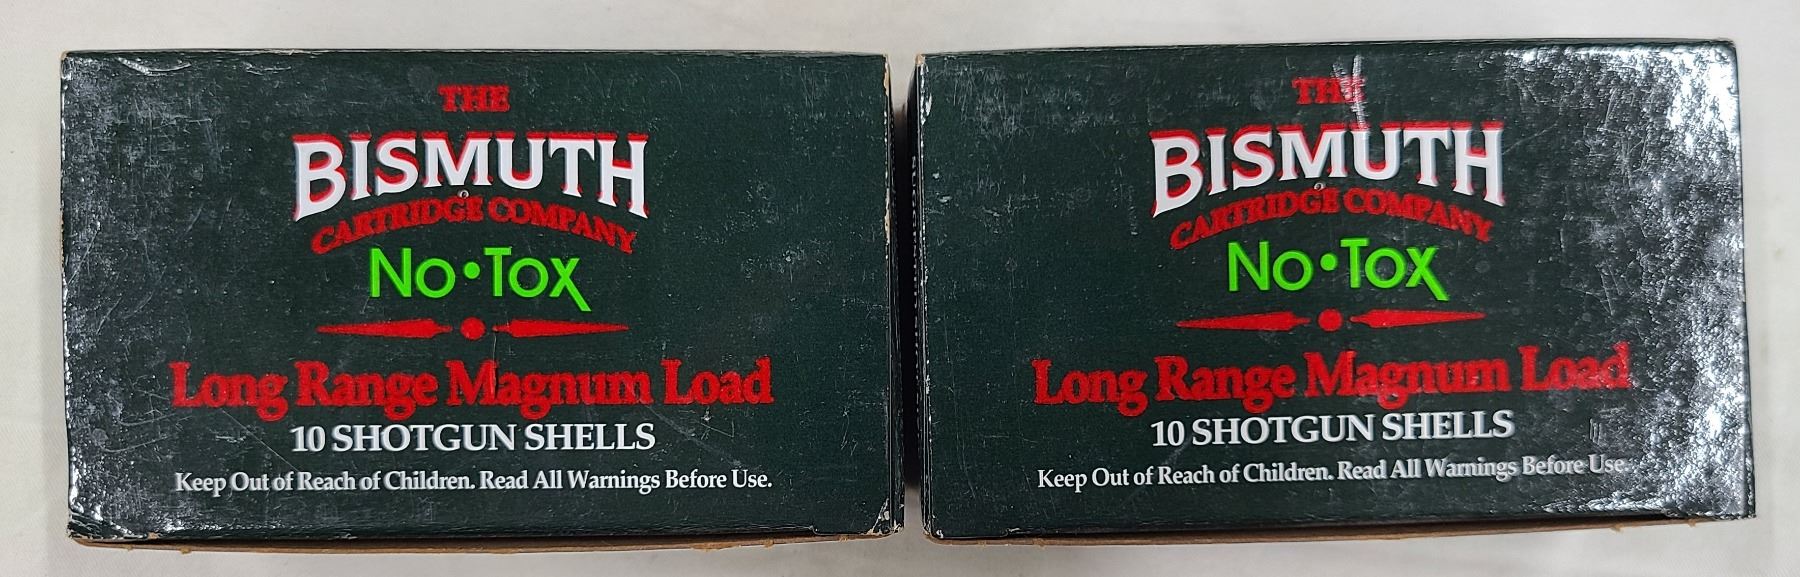 THE
BISMUTH
CARTRIDGE COMPANY
No•Tox
Long Range Magnum Load
10 SHOTGUN SHELLS
Keep Out of Reach of Children. Read All Warnings Before Use.
THE
BISMUTH
CARTRIDGE COMPANY
No•Tox
Long Range Magnum Load
10 SHOTGUN SHELLS
Keep Out of Reach of Children. Read All Warnings Before Use.